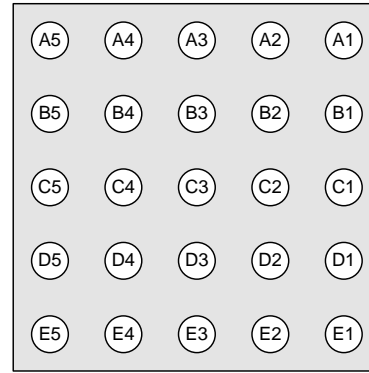 A5 A4 A3 A2 A1
B5 B4 B3 B2 B1
C5 C4 C3 C2 C1
D5 D4 D3 D2 D1
E5 E4 E3 E2 E1